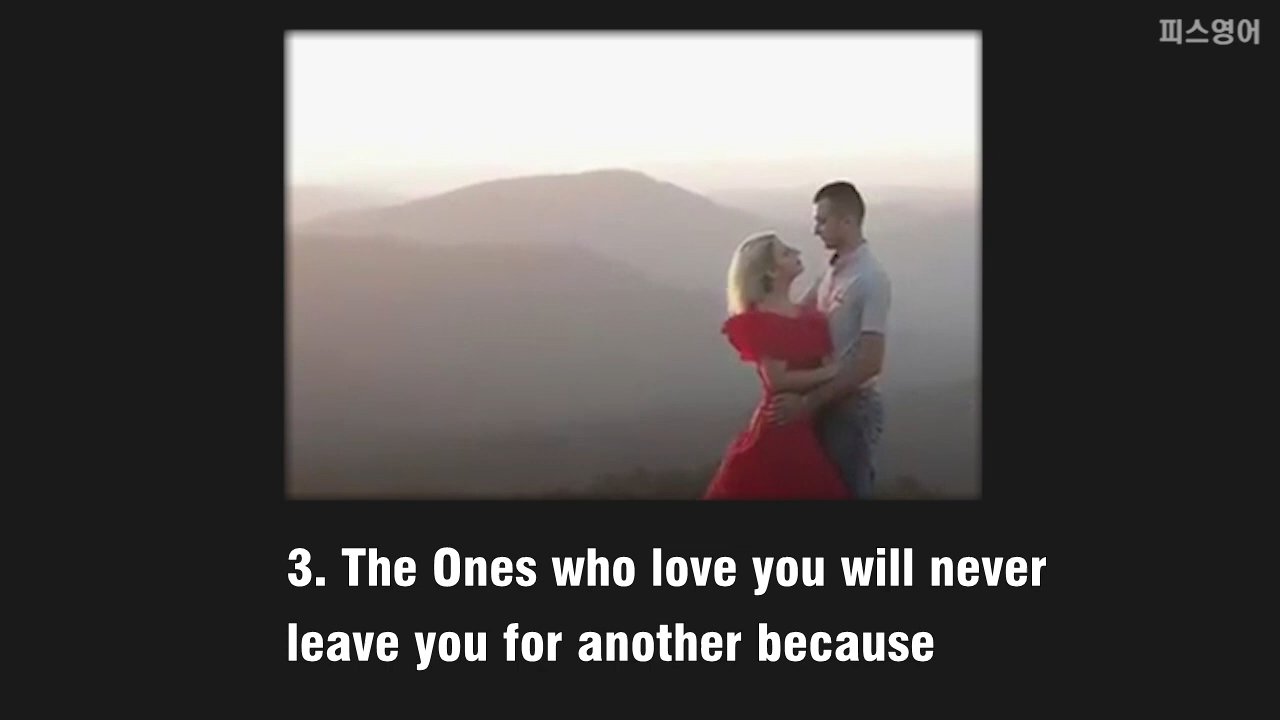 피스영어
3. The Ones who love you will never
leave you for another because